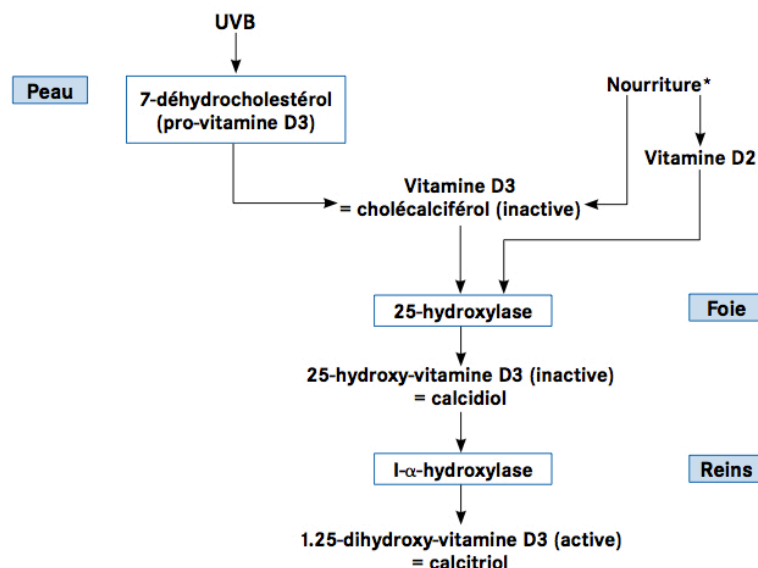 UVB
Peau
7-déhydrocholestérol
(pro-vitamine D3)
Nourriture*
Vitamine D2
Vitamine D3
= cholécalciférol (inactive)
25-hydroxylase
Foie
25-hydroxy-vitamine D3 (inactive)
= calcidiol
I-α-hydroxylase
Reins
1.25-dihydroxy-vitamine D3 (active)
= calcitriol